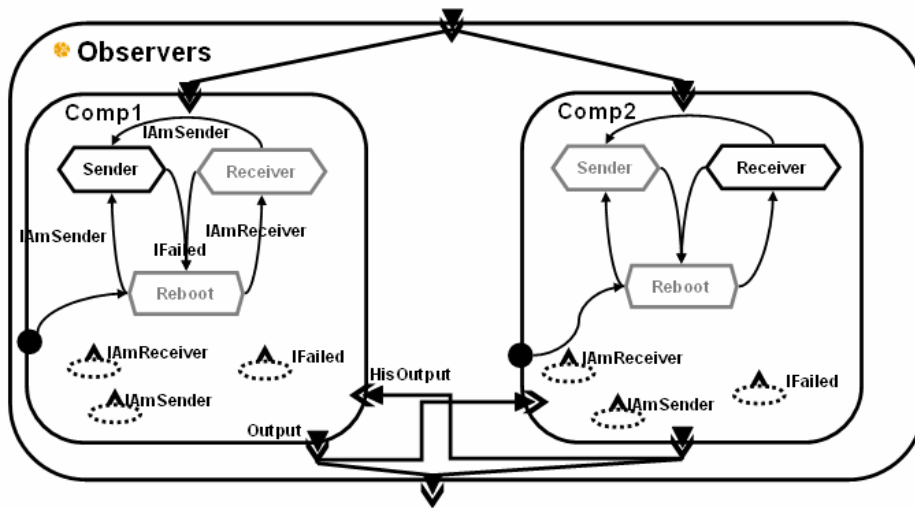 Observers
Comp1
IAmSender
Sender
Receiver
IAmSender
IFailed
IAmReceiver
Reboot
IAmReceiver
IFailed
IAmSender
HisOutput
Output
Comp2
Sender
Receiver
Reboot
IAmReceiver
IFailed
IAmSender